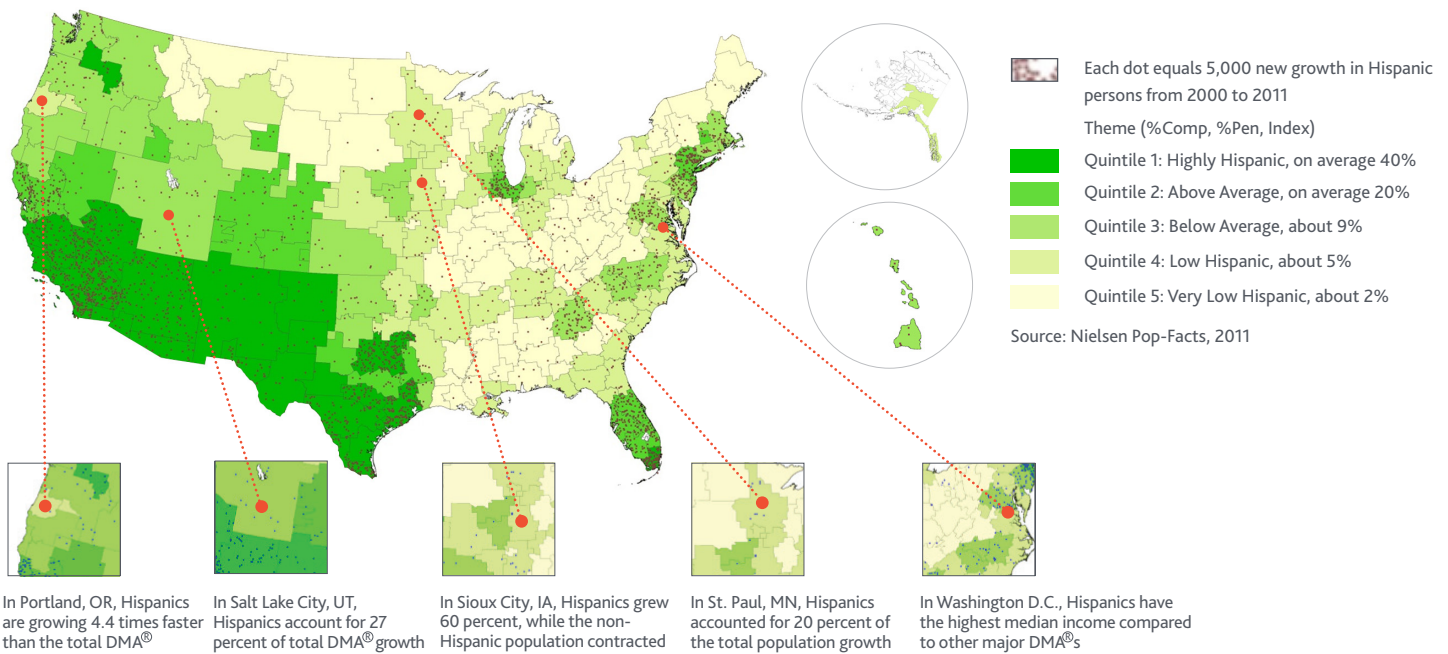 Each dot equals 5,000 new growth in Hispanic
persons from 2000 to 2011
Theme (%Comp, %Pen, Index)
Quintile 1: Highly Hispanic, on average 40%
Quintile 2: Above Average, on average 20%
Quintile 3: Below Average, about 9%
Quintile 4: Low Hispanic, about 5%
Quintile 5: Very Low Hispanic, about 2%
Source: Nielsen Pop-Facts, 2011
In Portland, OR, Hispanics
are growing 4.4 times faster
than the total DMA®
In Salt Lake City, UT,
Hispanics account for 27
percent of total DMA® growth
In Sioux City, IA, Hispanics grew
60 percent, while the non-
Hispanic population contracted
In St. Paul, MN, Hispanics
accounted for 20 percent of
the total population growth
In Washington D.C., Hispanics have
the highest median income compared
to other major DMA®s